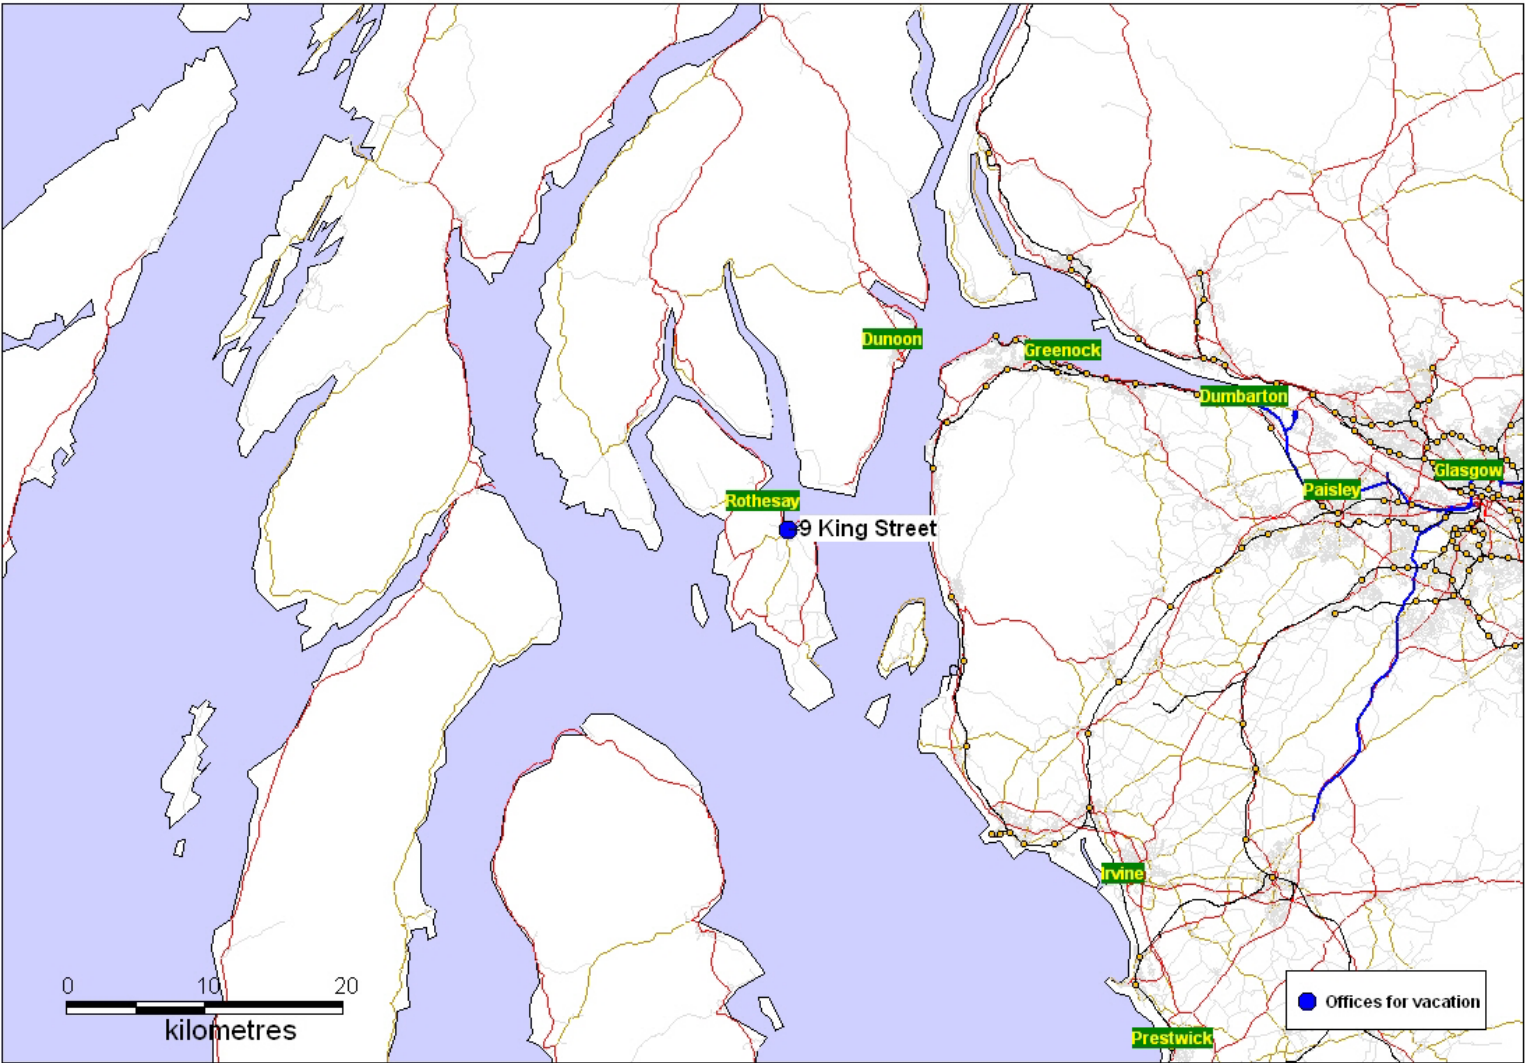 Dunoon
Greenock
Dumbarton
Glasgow
Paisley
Rothesay
9 King Street
Irvine
0 10 20
kilometres
Offices for vacation
Prestwick